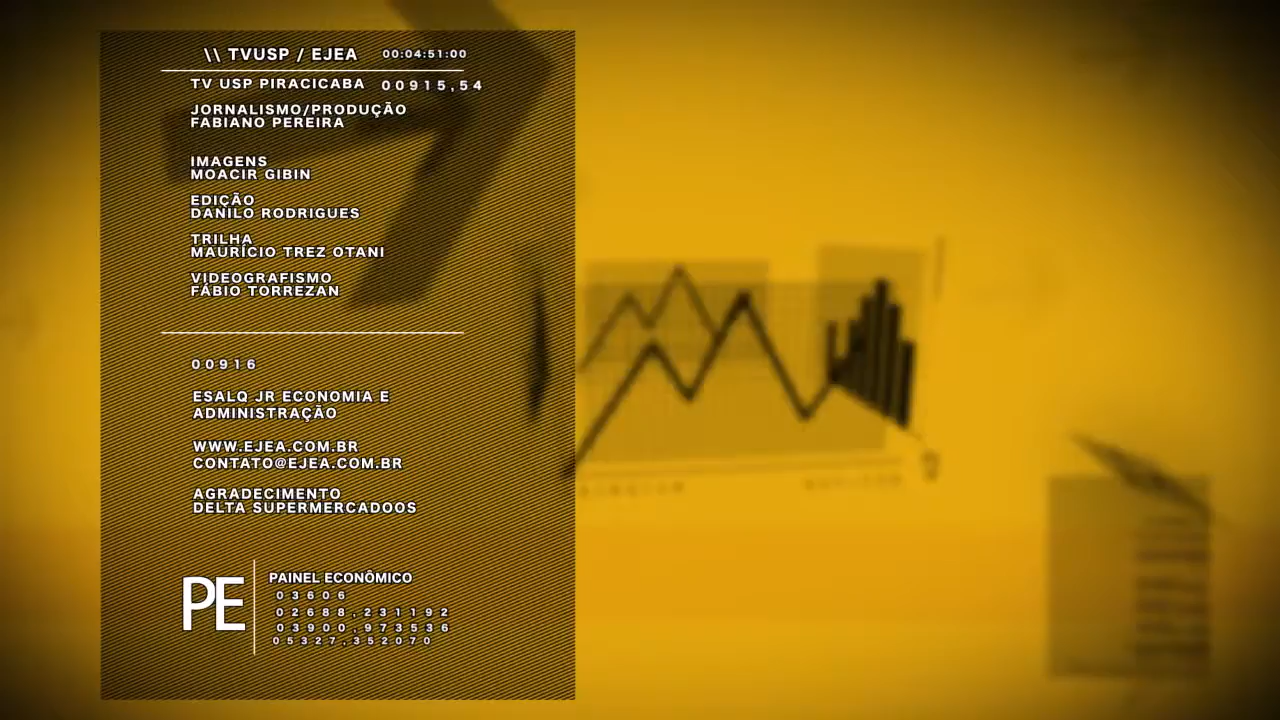 \\ TVUSP / EJEA 00:04:51:00
TV USP PIRACICABA 00915,54
JORNALISMO/PRODUÇÃO
FABIANO PEREIRA
IMAGENS
MOACIR GIBIN
EDIÇÃO
DANILO RODRIGUES
TRILHA
MAURÍCIO TREZ OTANI
VIDEOGRAFISMO
FÁBIO TORREZAN
00916
ESALQ JR ECONOMIA E
ADMINISTRAÇÃO
WWW.EJEA.COM.BR
CONTATO@EJEA.COM.BR
AGRADECIMENTO
DELTA SUPERMERCADOOS
PE
PAINEL ECONÔMICO
03606
02688,231192
03900,973536
05327,352070